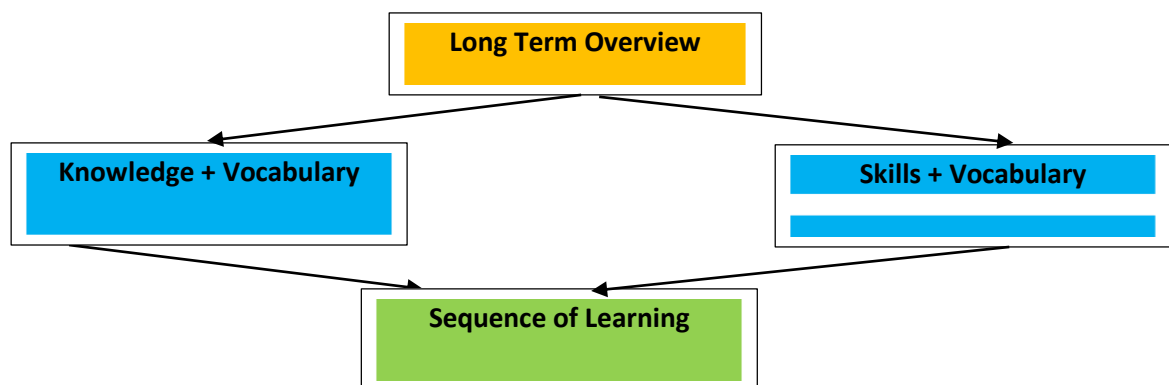 Long Term Overview
Knowledge + Vocabulary
Skills + Vocabulary
Sequence of Learning